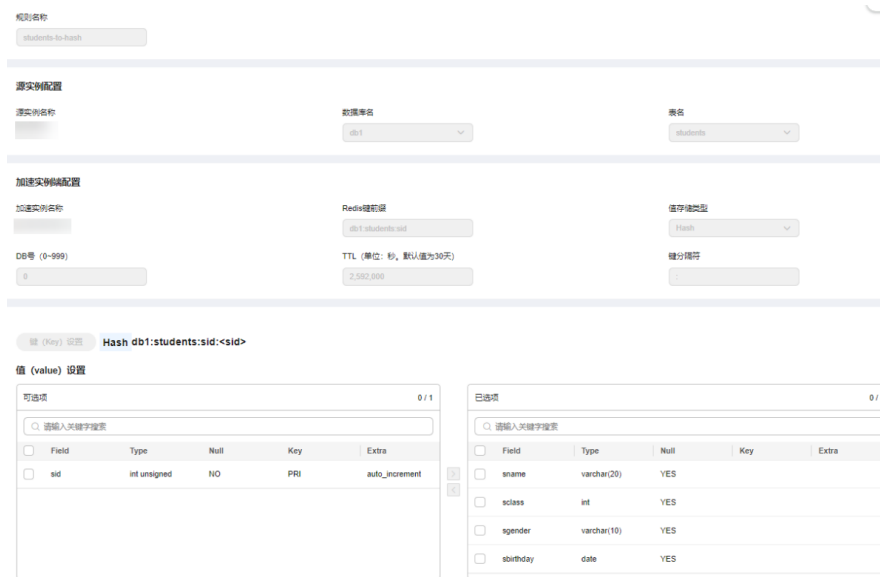 规则名称
students-to-hash
源实例配置
源实例名称 数据库名 表名
db1 students
加速实例端配置
加速实例名称 Redis键前缀 值存储类型
db1:students:sid Hash
DB号（0~999） TTL（单位：秒，默认值为30天） 键分隔符
0 2,592,000 :
键（Key）设置 Hash db1:students:sid:<sid>
值（value）设置
可选项 0 / 1 已选项 0 /
请输入关键字搜索 请输入关键字搜索
Field Type Null Key Extra Field Type Null Key Extra
sid int unsigned NO PRI auto_increment sname varchar(20) YES
sclass int YES
sgender varchar(10) YES
sbirthday date YES